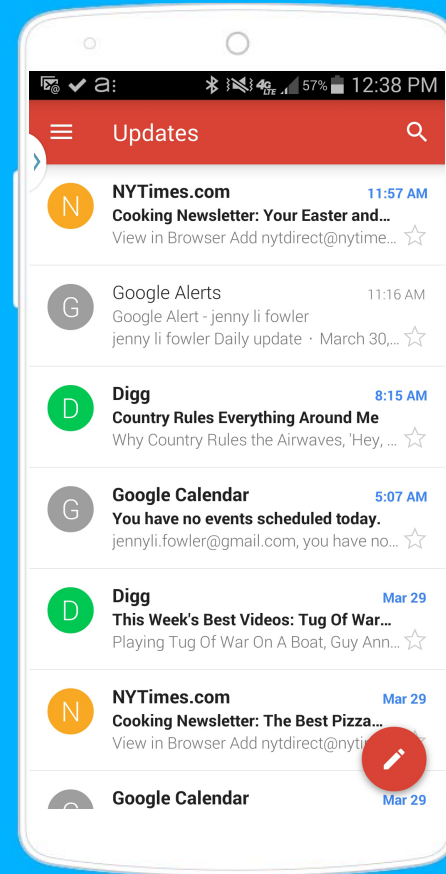 a: 4G LTE 57% 12:38 PM
Updates
N NYTimes.com 11:57 AM
Cooking Newsletter: Your Easter and...
View in Browser Add nytdirect@nytime...
G Google Alerts 11:16 AM
Google Alert - jenny li fowler
jenny li fowler Daily update · March 30,...
D Digg 8:15 AM
Country Rules Everything Around Me
Why Country Rules the Airwaves, 'Hey, ...
G Google Calendar 5:07 AM
You have no events scheduled today.
jennyli.fowler@gmail.com, you have no...
D Digg Mar 29
This Week's Best Videos: Tug Of War...
Playing Tug Of War On A Boat, Guy Ann...
N NYTimes.com Mar 29
Cooking Newsletter: The Best Pizza...
View in Browser Add
Google Calendar Mar 29